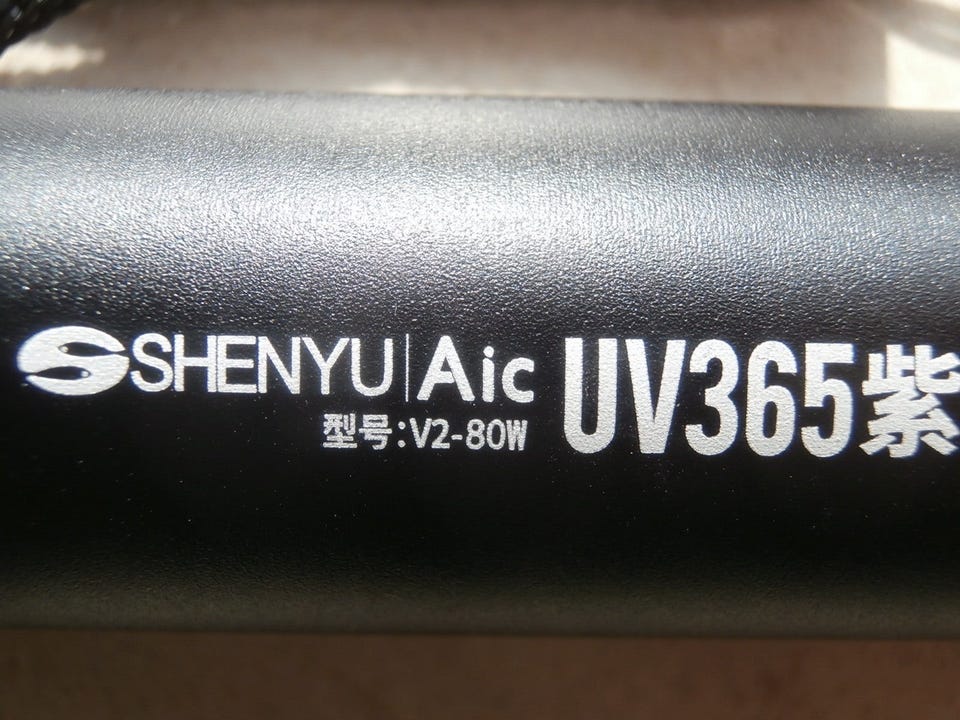 SHENYU | Aic UV365紫
型号:V2-80W